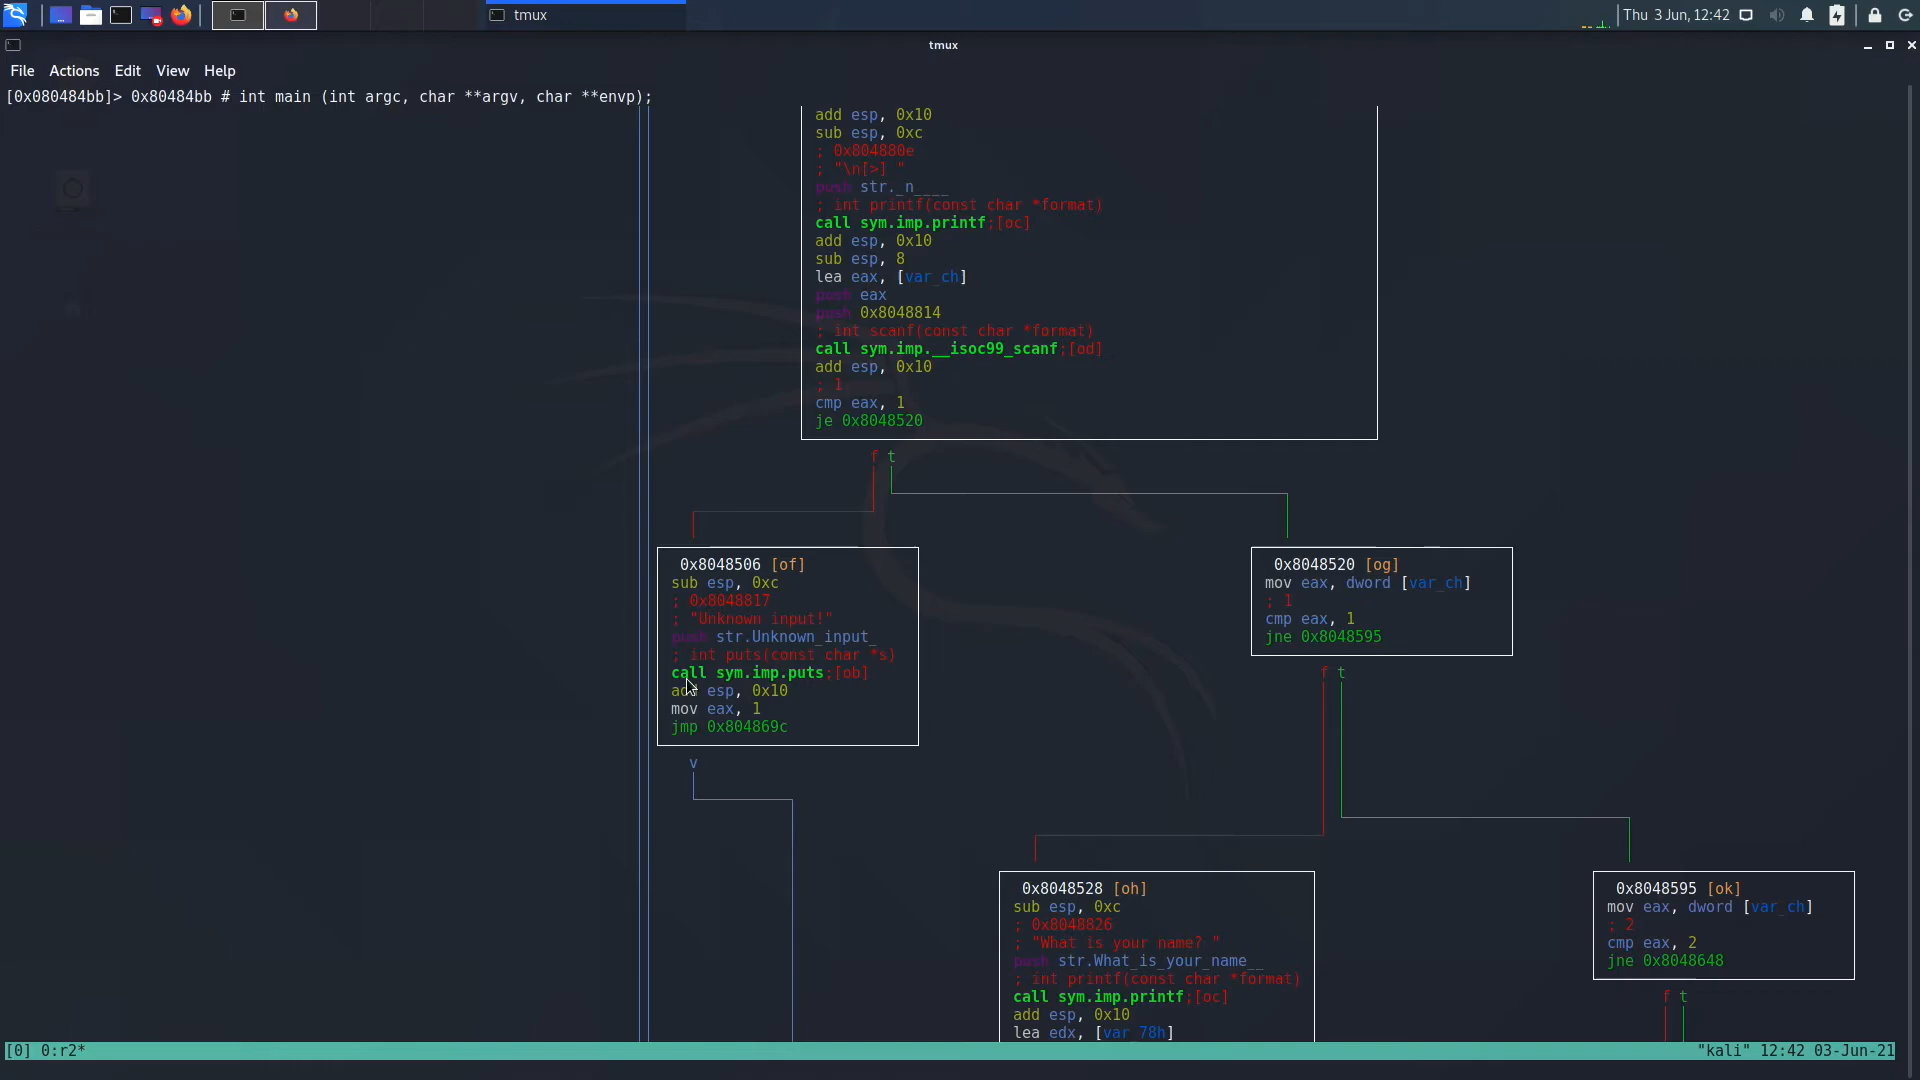 tmux
Thu 3 Jun, 12:42
tmux
File Actions Edit View Help
[0x080484bb]> 0x80484bb # int main (int argc, char **argv, char **envp);
add esp, 0x10
sub esp, 0xc
; 0x804880e
; "\n[>] "
push str._n____
; int printf(const char *format)
call sym.imp.printf;[oc]
add esp, 0x10
sub esp, 8
lea eax, [var_ch]
push eax
push 0x8048814
; int scanf(const char *format)
call sym.imp.__isoc99_scanf;[od]
add esp, 0x10
; 1
cmp eax, 1
je 0x8048520
f t
0x8048506 [of]
sub esp, 0xc
; 0x8048817
; "Unknown input!"
push str.Unknown_input_
; int puts(const char *s)
call sym.imp.puts;[ob]
add esp, 0x10
mov eax, 1
jmp 0x804869c
v
0x8048520 [og]
mov eax, dword [var_ch]
; 1
cmp eax, 1
jne 0x8048595
f t
0x8048528 [oh]
sub esp, 0xc
; 0x8048826
; "What is your name? "
push str.What_is_your_name__
; int printf(const char *format)
call sym.imp.printf;[oc]
add esp, 0x10
lea edx, [var_78h]
0x8048595 [ok]
mov eax, dword [var_ch]
; 2
cmp eax, 2
jne 0x8048648
f t
[0] 0:r2*
"kali" 12:42 03-Jun-21